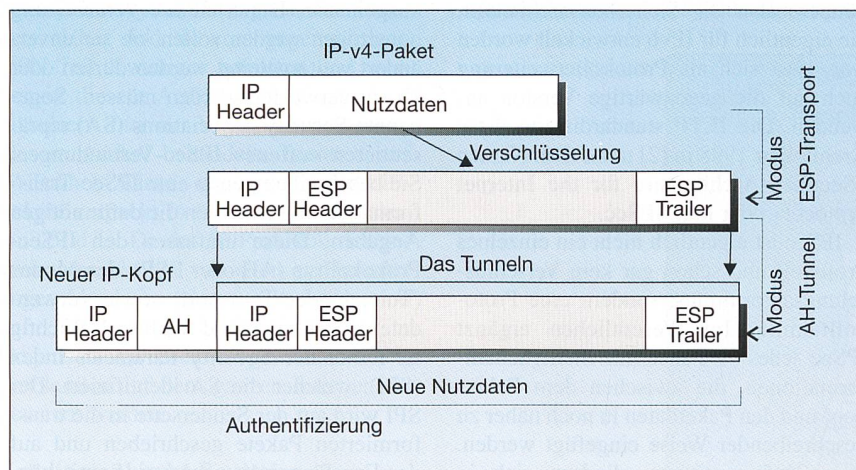 IP-v4-Paket
IP Header
Nutzdaten
Verschlüsselung
IP Header
ESP Header
ESP Trailer
Modus
ESP-Transport
Neuer IP-Kopf
Das Tunneln
IP Header
AH
IP Header
ESP Header
ESP Trailer
Modus
AH-Tunnel
Neue Nutzdaten
Authentifizierung